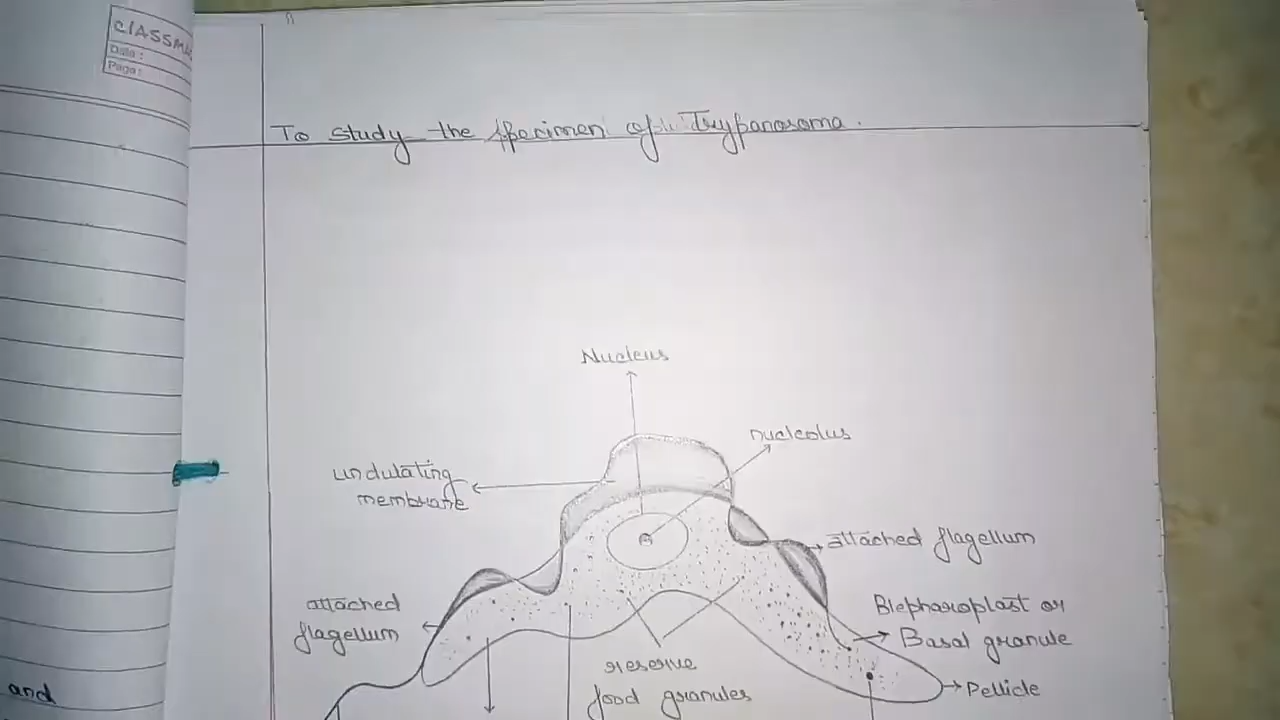 CLASSMA
Date :
Page :
To study the specimen of Trypanosoma.
Nucleus
nucleolus
undulating
membrane
attached flagellum
attached
flagellum
Blepharoplast or
Basal granule
reserve
food granules
Pellicle
and